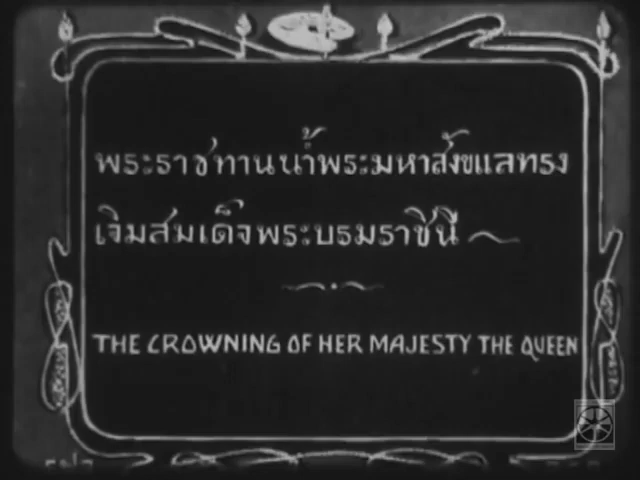 พระราชทานน้ำพระมหาสังขแลทรง
เจิมสมเด็จพระบรมราชินี
THE CROWNING OF HER MAJESTY THE QUEEN